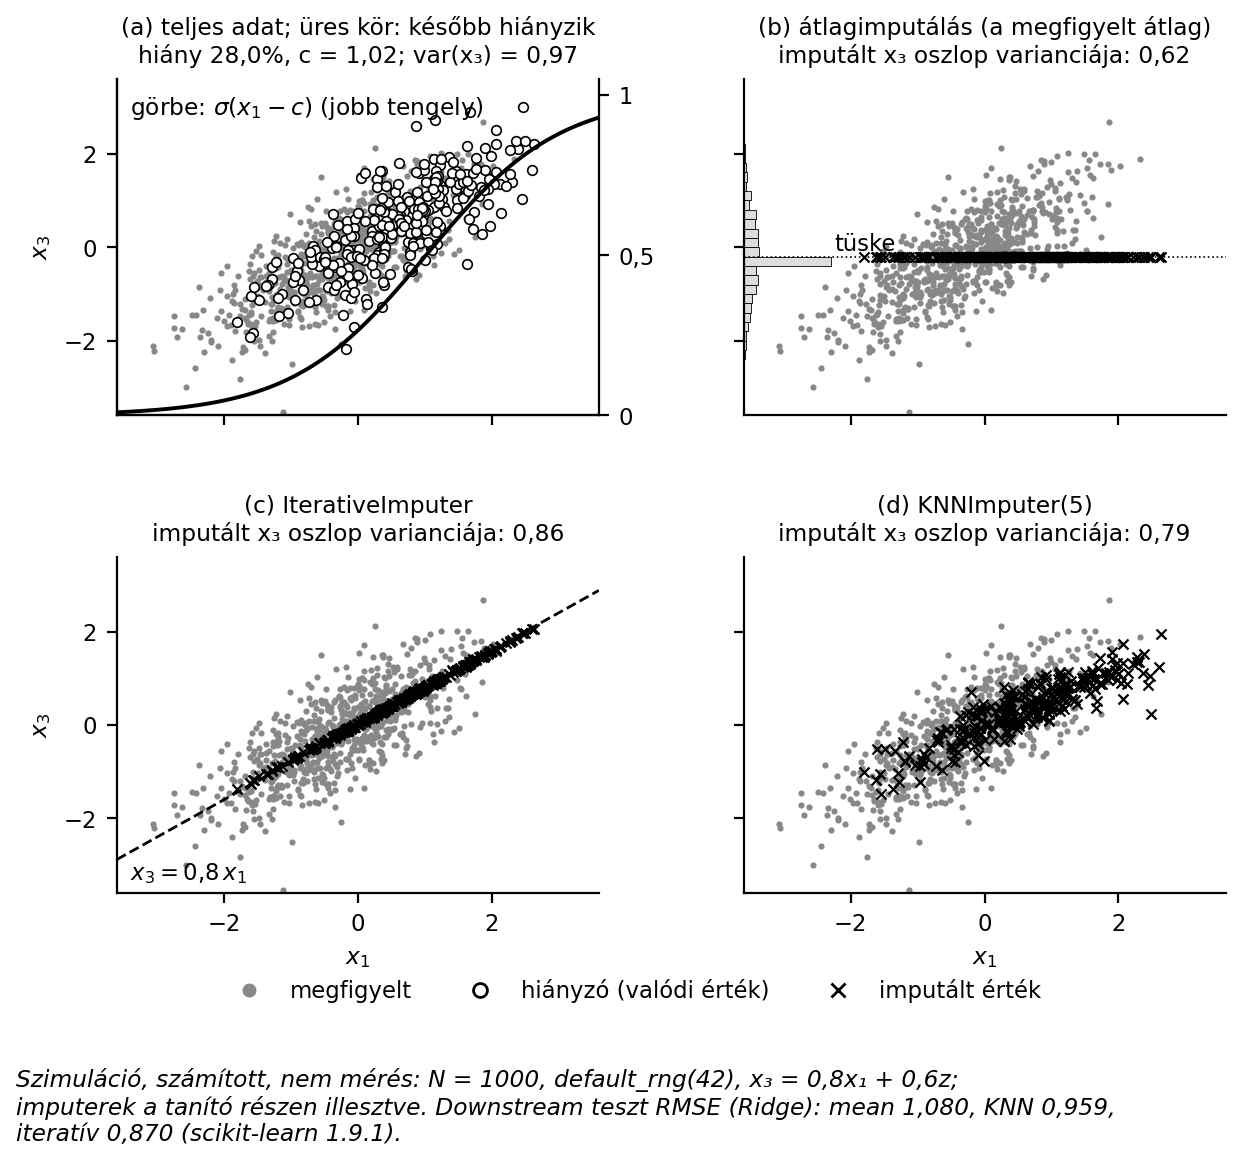 (a) teljes adat; üres kör: később hiányzik
hiány 28,0%, c = 1,02; var(x₃) = 0,97
görbe: σ(x₁ − c) (jobb tengely)
2
0
−2
x₃
1
0,5
0
(b) átlagimputálás (a megfigyelt átlag)
imputált x₃ oszlop varianciája: 0,62
tüske
(c) IterativeImputer
imputált x₃ oszlop varianciája: 0,86
2
0
−2
x₃
x₃ = 0,8 x₁
−2 0 2
x₁
(d) KNNImputer(5)
imputált x₃ oszlop varianciája: 0,79
−2 0 2
x₁
megfigyelt hiányzó (valódi érték) imputált érték
Szimuláció, számított, nem mérés: N = 1000, default_rng(42), x₃ = 0,8x₁ + 0,6z;
imputerek a tanító részen illesztve. Downstream teszt RMSE (Ridge): mean 1,080, KNN 0,959,
iteratív 0,870 (scikit-learn 1.9.1).